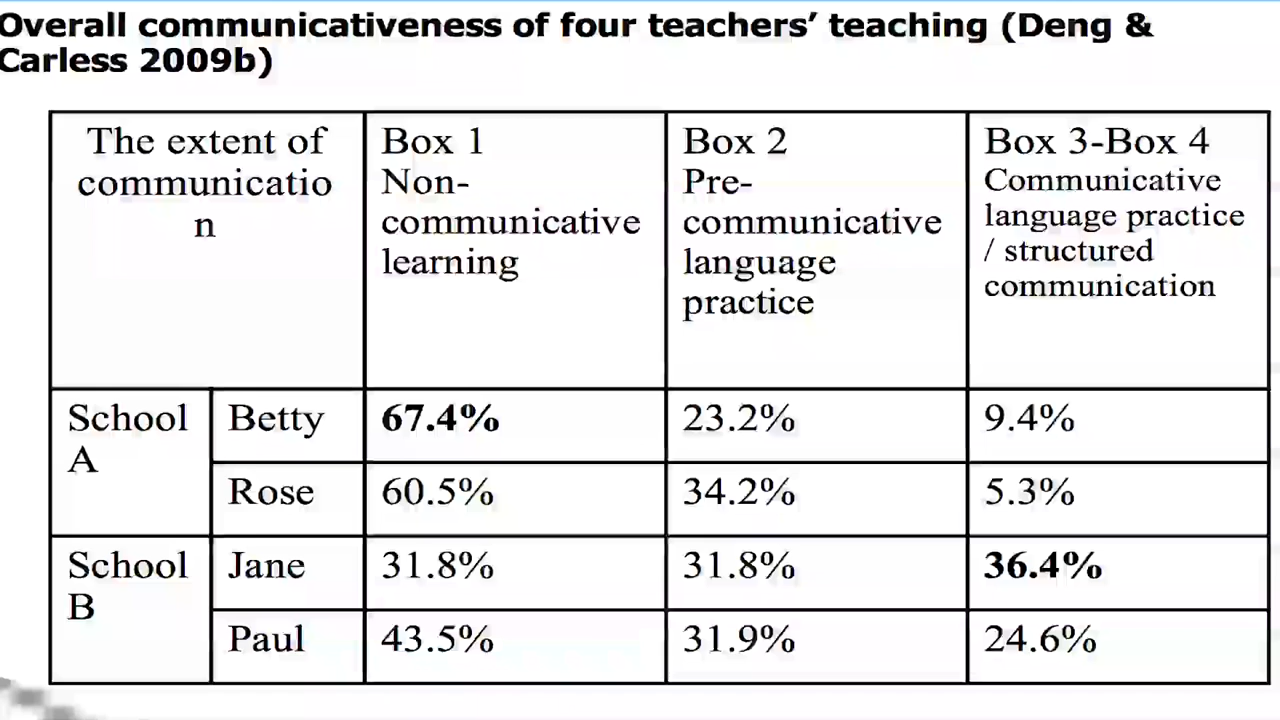 Overall communicativeness of four teachers’ teaching (Deng &
Carless 2009b)
The extent of
communicatio
n
Box 1
Non-
communicative
learning
Box 2
Pre-
communicative
language
practice
Box 3-Box 4
Communicative
language practice
/ structured
communication
School
A
Betty
67.4%
23.2%
9.4%
Rose
60.5%
34.2%
5.3%
School
B
Jane
31.8%
31.8%
36.4%
Paul
43.5%
31.9%
24.6%